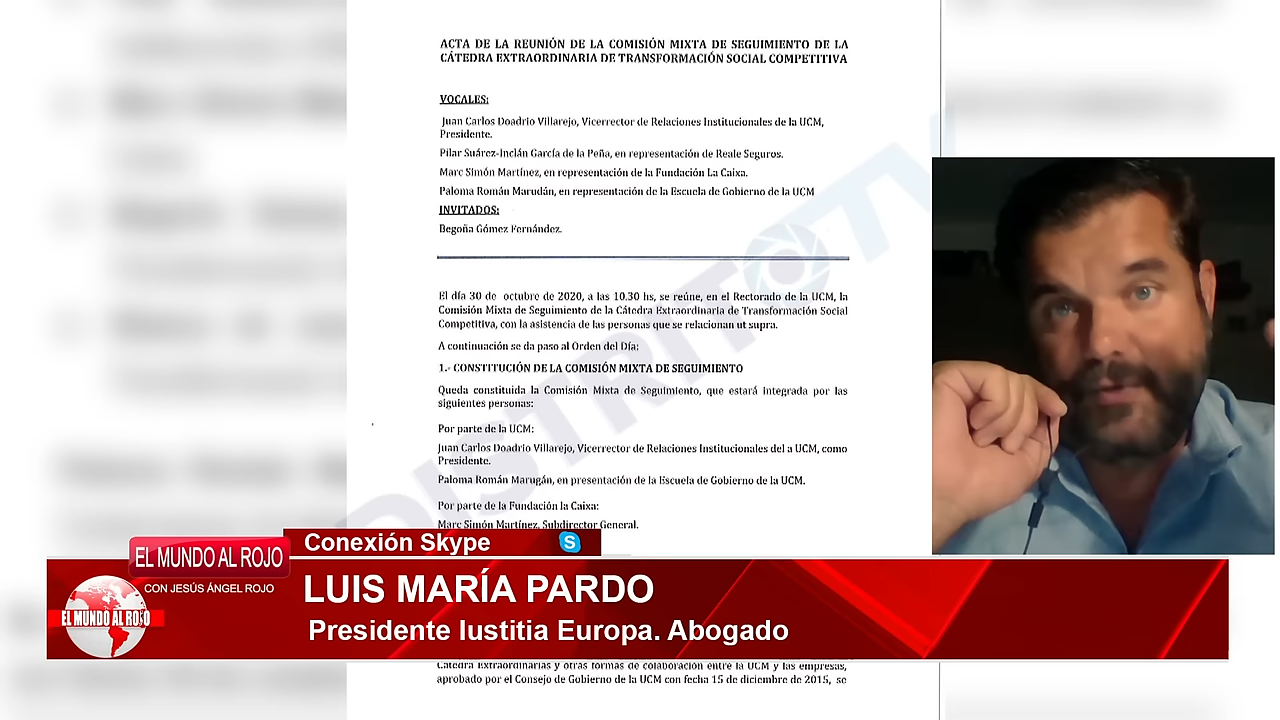 ACTA DE LA REUNIÓN DE LA COMISIÓN MIXTA DE SEGUIMIENTO DE LA
CÁTEDRA EXTRAORDINARIA DE TRANSFORMACIÓN SOCIAL COMPETITIVA
VOCALES:
Juan Carlos Doadrio Villarejo, Vicerrector de Relaciones Institucionales de la UCM,
Presidente.
Pilar Suárez-Inclán García de la Peña, en representación de Reale Seguros.
Marc Simón Martínez, en representación de la Fundación La Caixa.
Paloma Román Marudán, en representación de la Escuela de Gobierno de la UCM
INVITADOS:
Begoña Gómez Fernández.
El día 30 de octubre de 2020, a las 10.30 hs, se reúne, en el Rectorado de la UCM, la
Comisión Mixta de Seguimiento de la Cátedra Extraordinaria de Transformación Social
Competitiva, con la asistencia de las personas que se relacionan ut supra.
A continuación se da paso al Orden del Día:
1.- CONSTITUCIÓN DE LA COMISIÓN MIXTA DE SEGUIMIENTO
Queda constituida la Comisión Mixta de Seguimiento, que estará integrada por las
siguientes personas:
Por parte de la UCM:
Juan Carlos Doadrio Villarejo, Vicerrector de Relaciones Institucionales del a UCM, como
Presidente.
Paloma Román Marugán, en presentación de la Escuela de Gobierno de la UCM.
Por parte de la Fundación la Caixa:
Marc Simón Martínez, Subdirector General.
DISTRITO TV
Conexión Skype
EL MUNDO AL ROJO
CON JESÚS ÁNGEL ROJO
EL MUNDO AL ROJO
LUIS MARÍA PARDO
Presidente Iustitia Europa. Abogado
Cátedra Extraordinarias y otras formas de colaboración entre la UCM y las empresas,
aprobado por el Consejo de Gobierno de la UCM con fecha 15 de diciembre de 2015, se